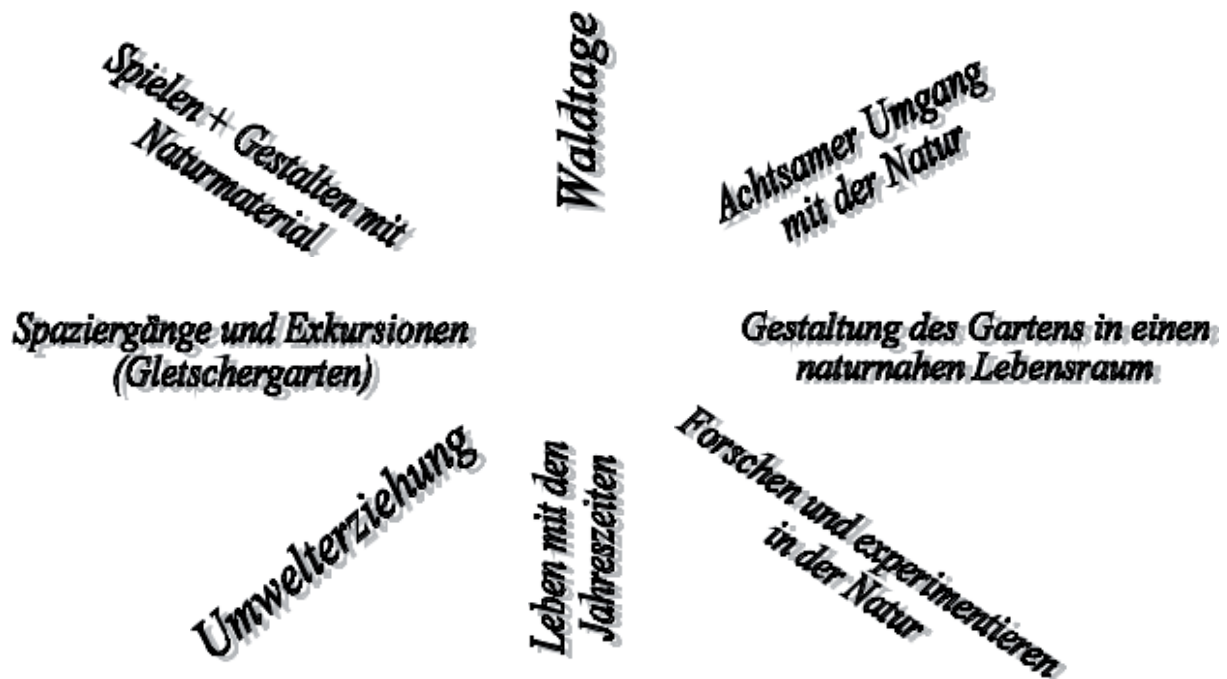 Spielen + Gestalten mit
Naturmaterial
Waldtage
Achtsamer Umgang
mit der Natur
Spaziergänge und Exkursionen
(Gletschergarten)
Gestaltung des Gartens in einen
naturnahen Lebensraum
Umwelterziehung
Leben mit den
Jahreszeiten
Forschen und experimentieren
in der Natur